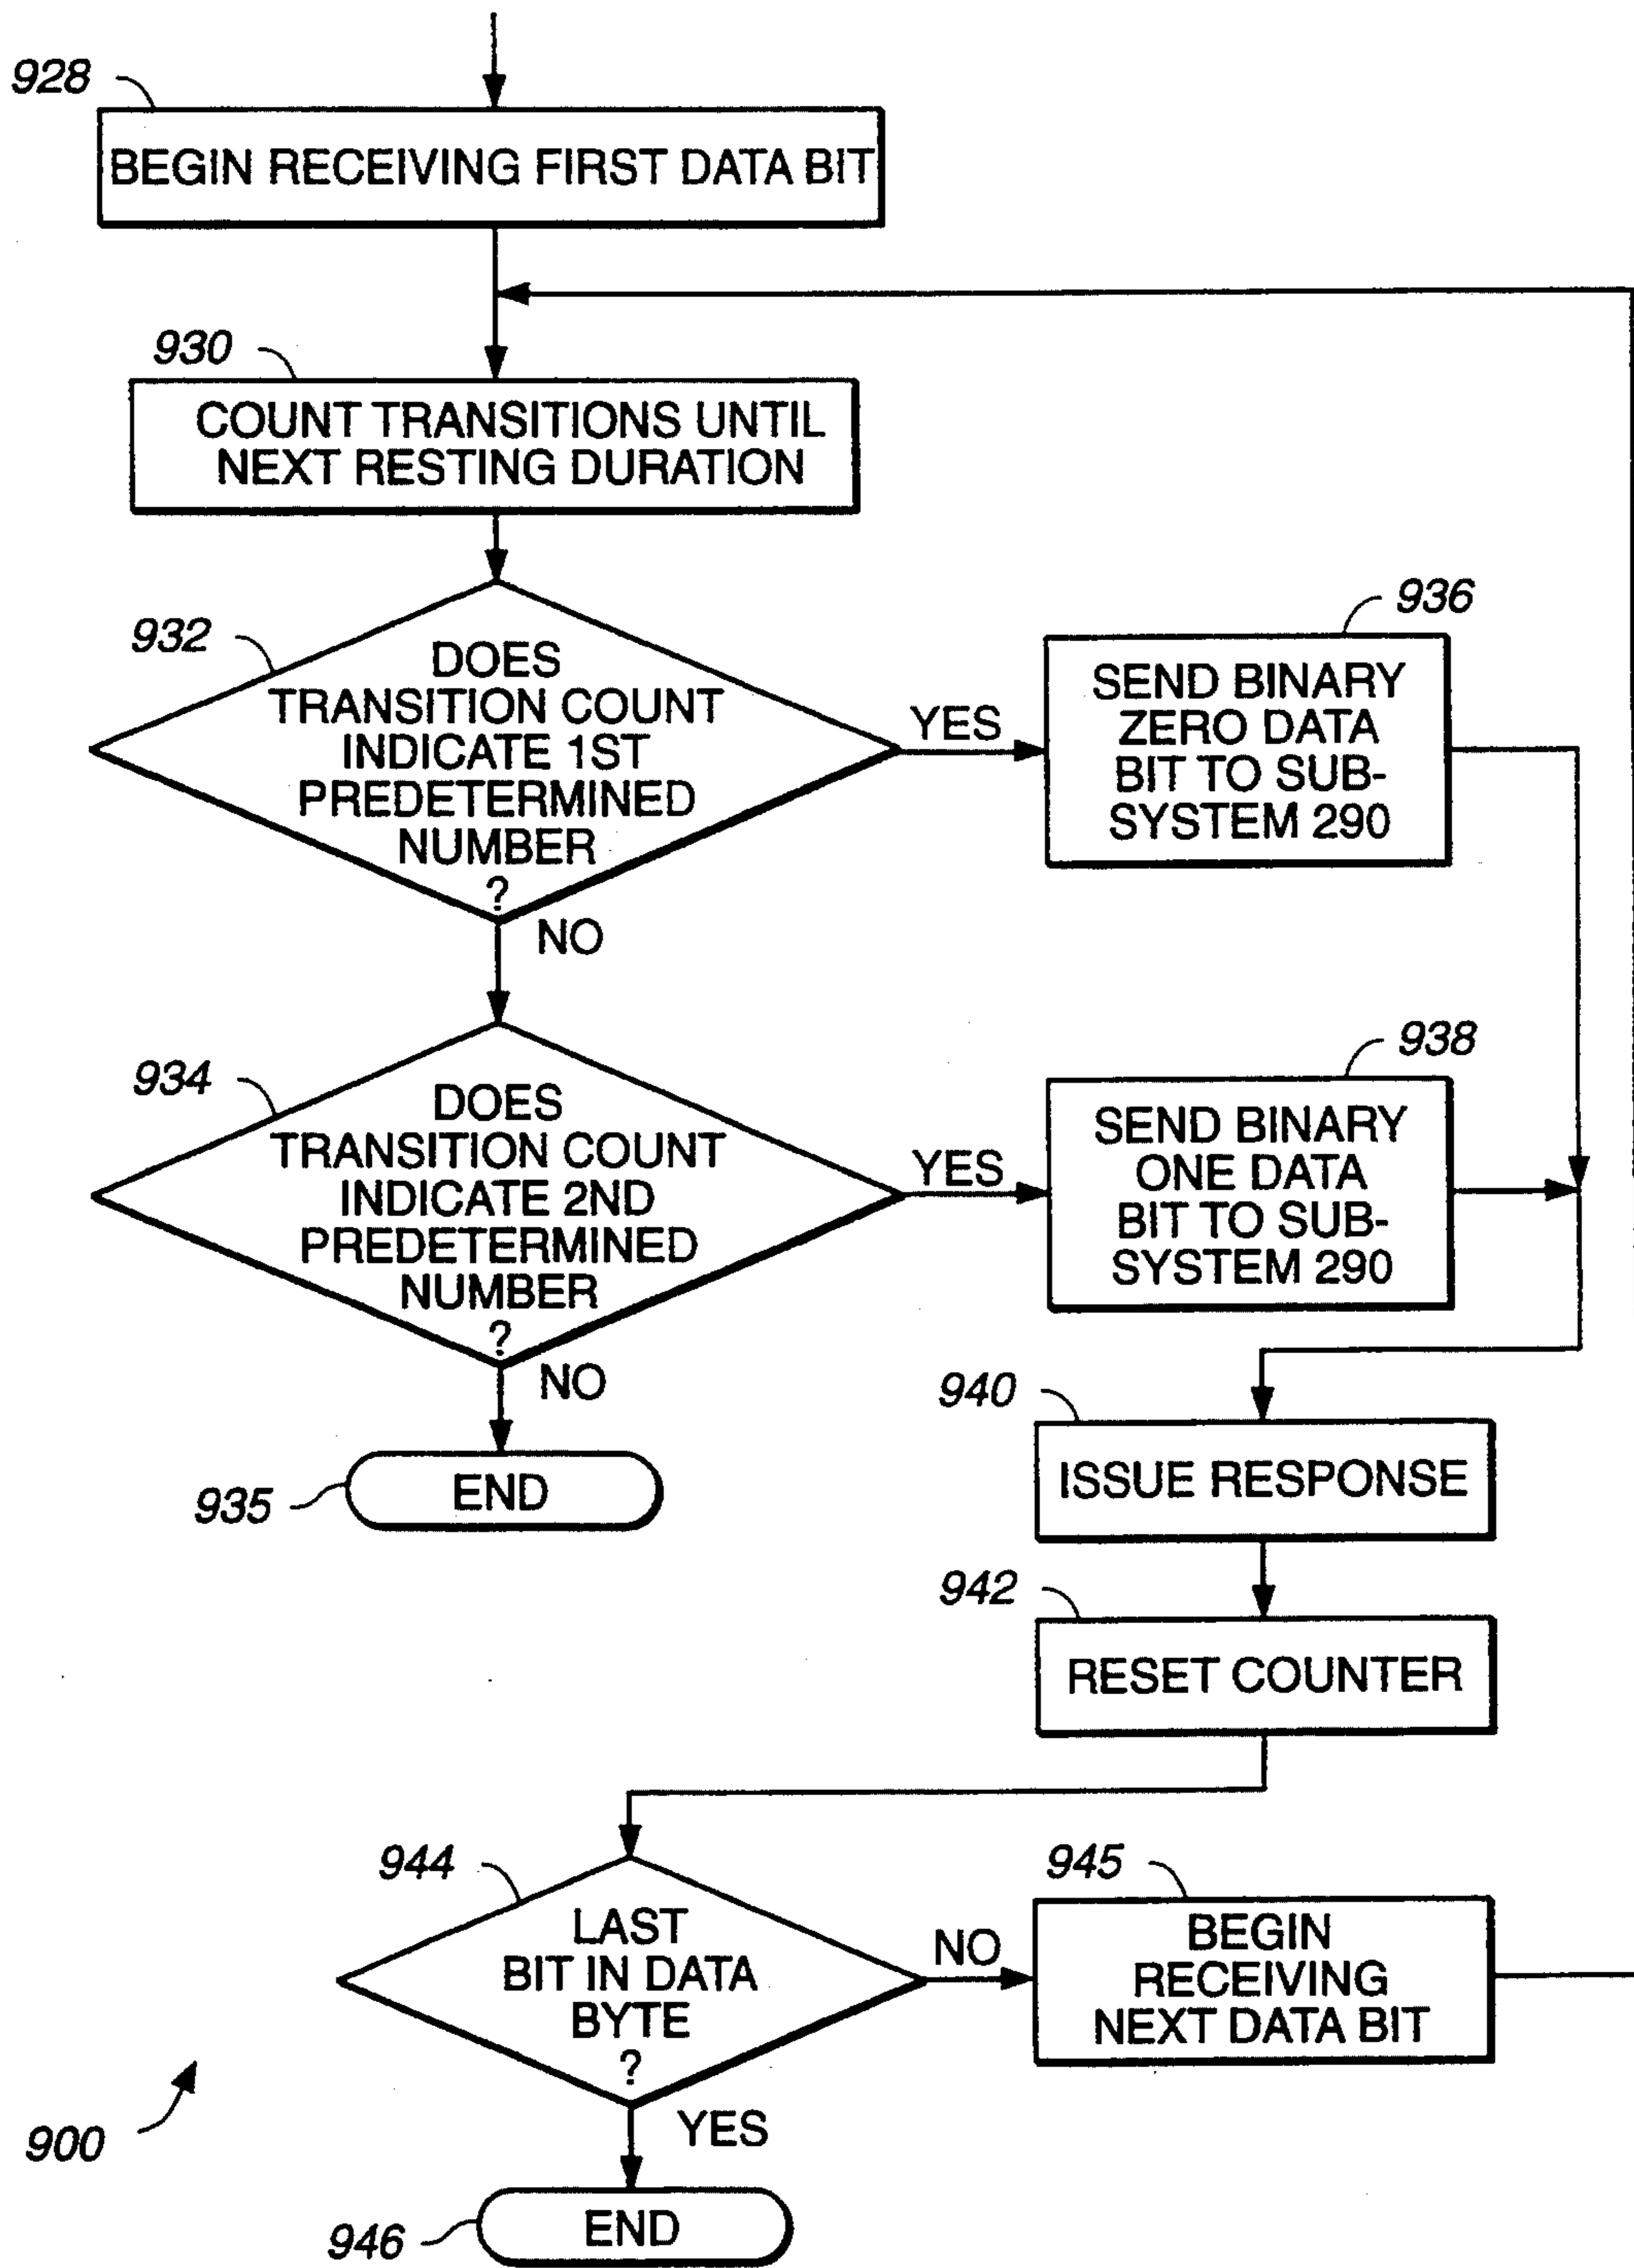 928
BEGIN RECEIVING FIRST DATA BIT
930
COUNT TRANSITIONS UNTIL
NEXT RESTING DURATION
932
DOES
TRANSITION COUNT
INDICATE 1ST
PREDETERMINED
NUMBER
?
YES
NO
936
SEND BINARY
ZERO DATA
BIT TO SUB-
SYSTEM 290
934
DOES
TRANSITION COUNT
INDICATE 2ND
PREDETERMINED
NUMBER
?
YES
NO
938
SEND BINARY
ONE DATA
BIT TO SUB-
SYSTEM 290
935
END
940
ISSUE RESPONSE
942
RESET COUNTER
944
LAST
BIT IN DATA
BYTE
?
NO
YES
945
BEGIN
RECEIVING
NEXT DATA BIT
900
946
END